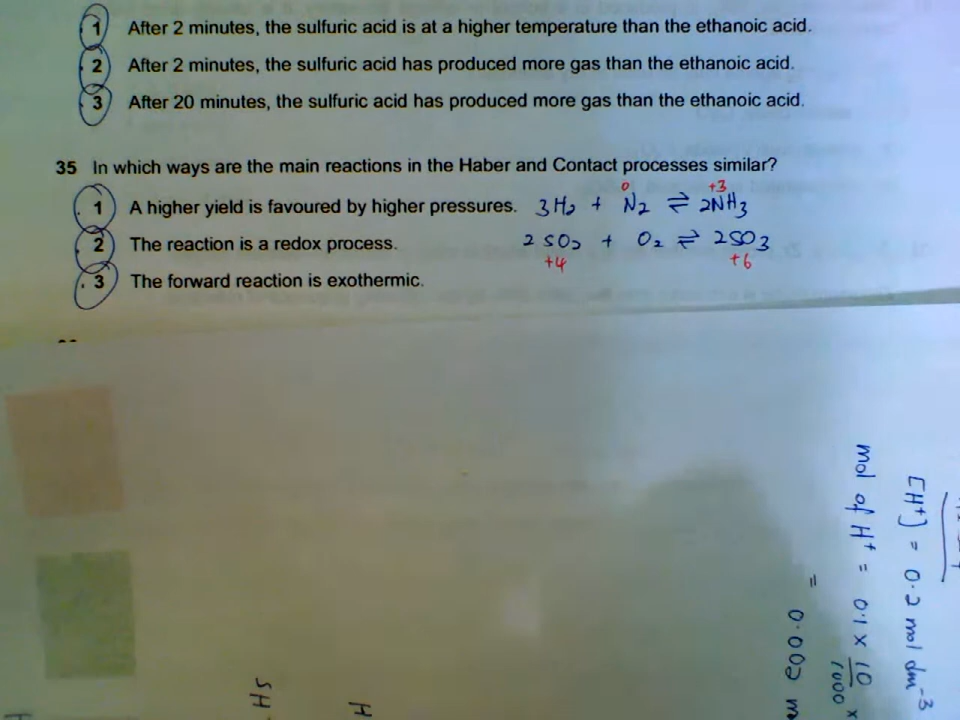 1 After 2 minutes, the sulfuric acid is at a higher temperature than the ethanoic acid.
2 After 2 minutes, the sulfuric acid has produced more gas than the ethanoic acid.
3 After 20 minutes, the sulfuric acid has produced more gas than the ethanoic acid.
35 In which ways are the main reactions in the Haber and Contact processes similar?
0 +3
1 A higher yield is favoured by higher pressures. 3H₂ + N₂ ⇌ 2NH₃
2 The reaction is a redox process. 2SO₂ + O₂ ⇌ 2SO₃
+4 +6
3 The forward reaction is exothermic.
[H⁺] = 0.2 mol dm⁻³
mol of H⁺ = 0.1 × 10/1000 ×
= 0.002 m
SH
H
H